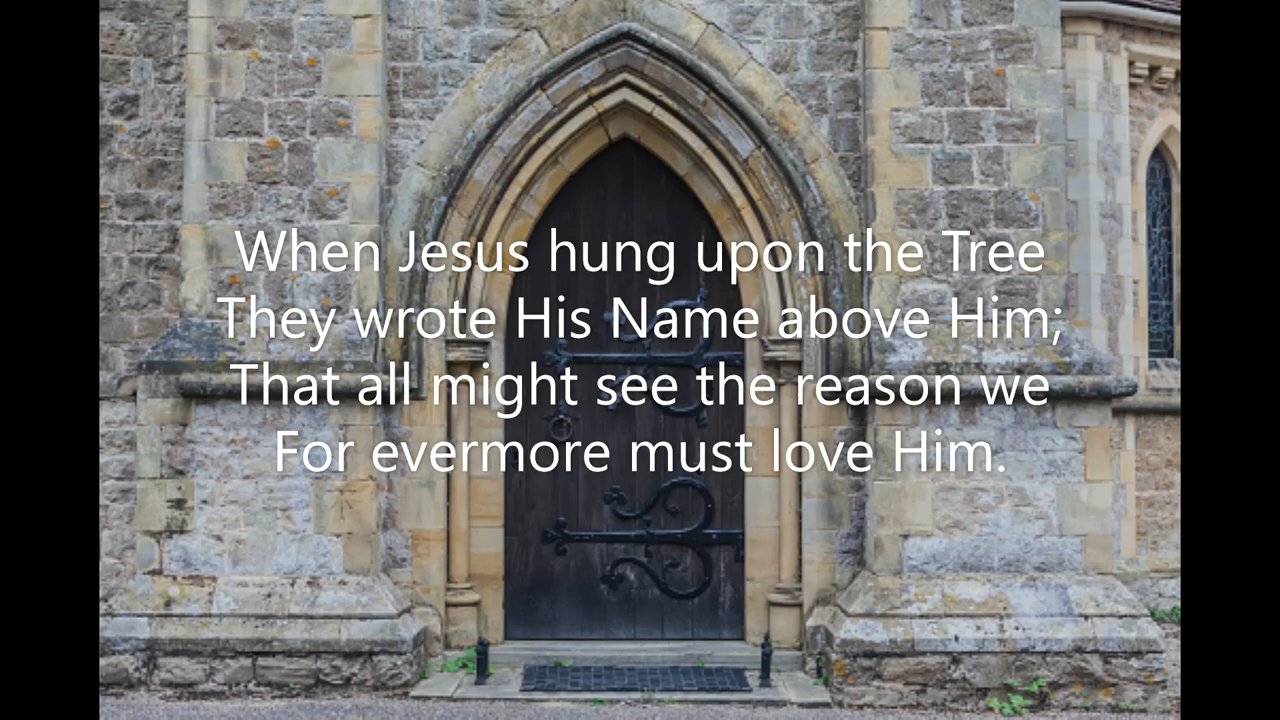 When Jesus hung upon the Tree
They wrote His Name above Him;
That all might see the reason we
For evermore must love Him.